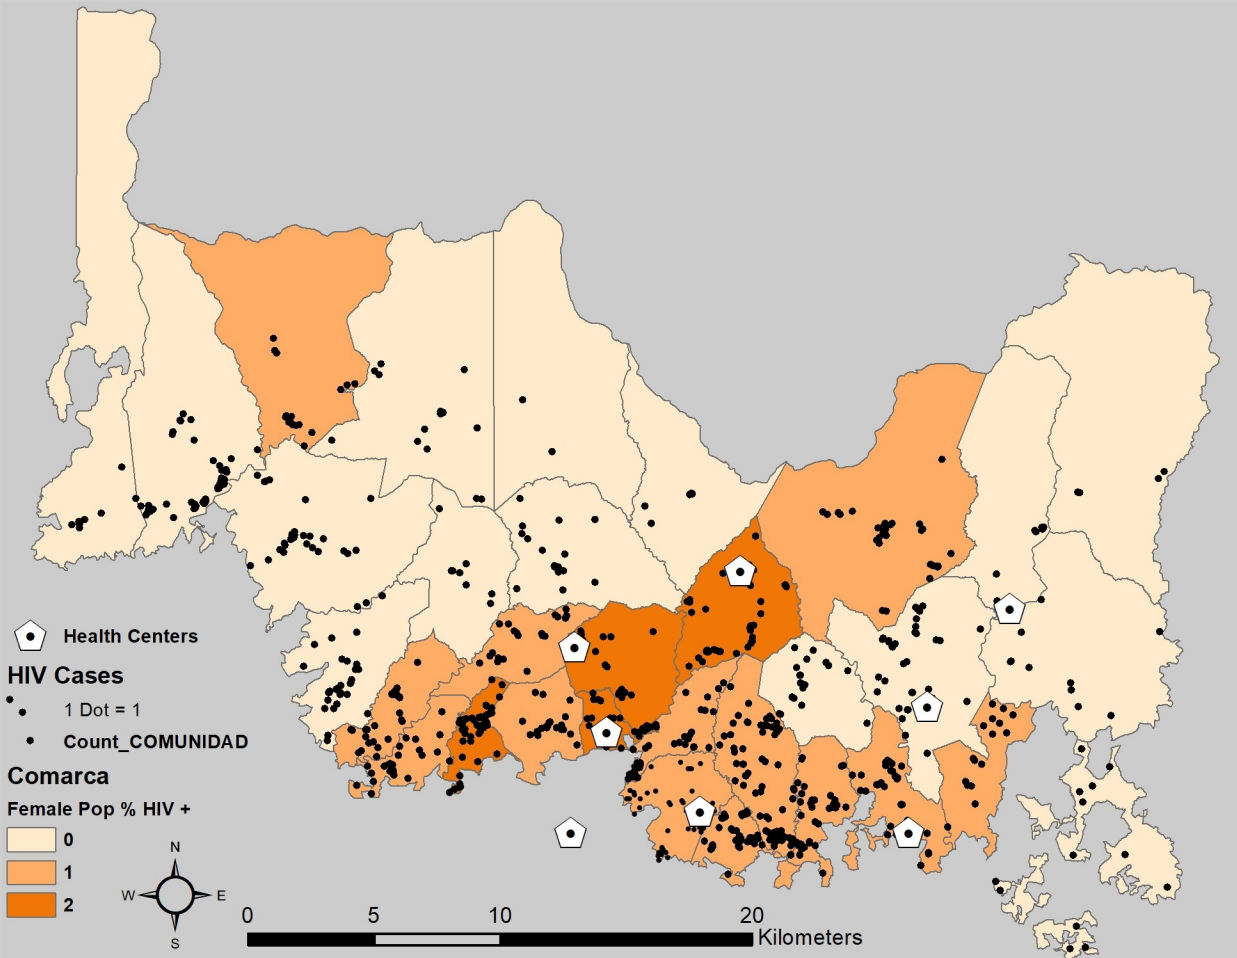 Health Centers
HIV Cases
1 Dot = 1
Count_COMUNIDAD
Comarca
Female Pop % HIV +
0
1
2
N
W E
S
0 5 10 20
Kilometers